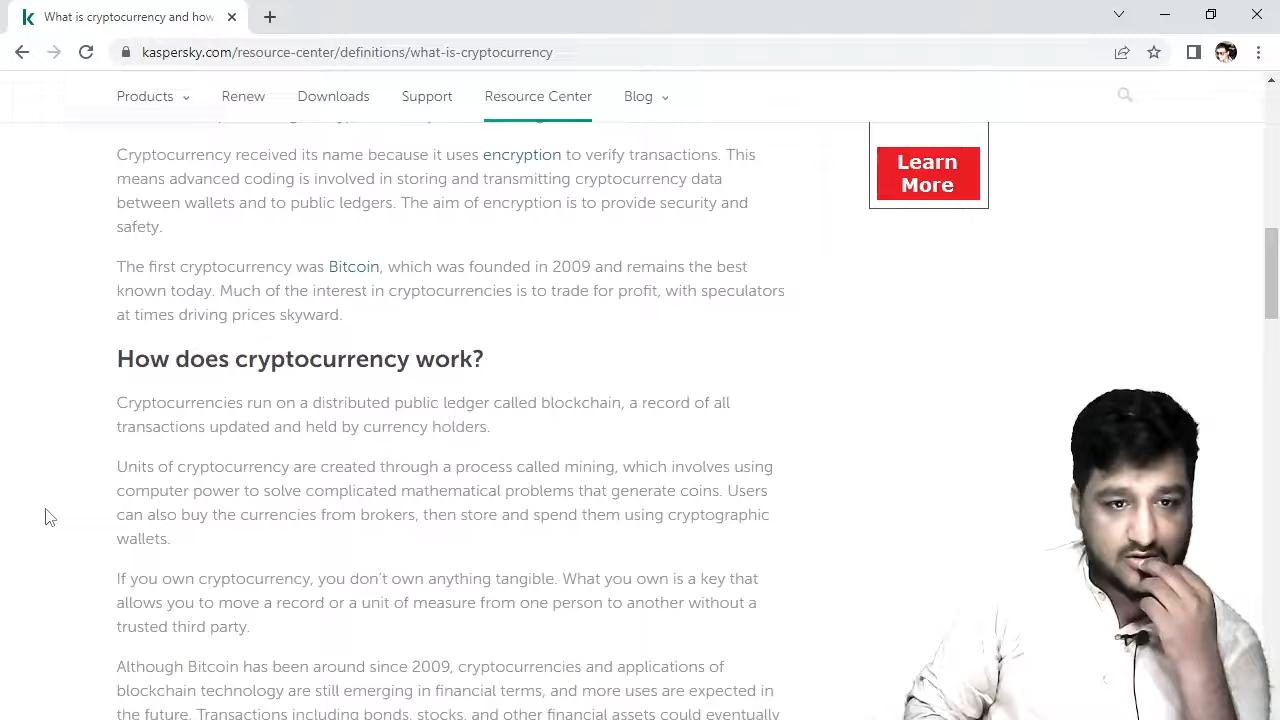 What is cryptocurrency and how
kaspersky.com/resource-center/definitions/what-is-cryptocurrency
Products Renew Downloads Support Resource Center Blog
Learn
More
Cryptocurrency received its name because it uses encryption to verify transactions. This
means advanced coding is involved in storing and transmitting cryptocurrency data
between wallets and to public ledgers. The aim of encryption is to provide security and
safety.
The first cryptocurrency was Bitcoin, which was founded in 2009 and remains the best
known today. Much of the interest in cryptocurrencies is to trade for profit, with speculators
at times driving prices skyward.
How does cryptocurrency work?
Cryptocurrencies run on a distributed public ledger called blockchain, a record of all
transactions updated and held by currency holders.
Units of cryptocurrency are created through a process called mining, which involves using
computer power to solve complicated mathematical problems that generate coins. Users
can also buy the currencies from brokers, then store and spend them using cryptographic
wallets.
If you own cryptocurrency, you don’t own anything tangible. What you own is a key that
allows you to move a record or a unit of measure from one person to another without a
trusted third party.
Although Bitcoin has been around since 2009, cryptocurrencies and applications of
blockchain technology are still emerging in financial terms, and more uses are expected in
the future. Transactions including bonds, stocks, and other financial assets could eventually